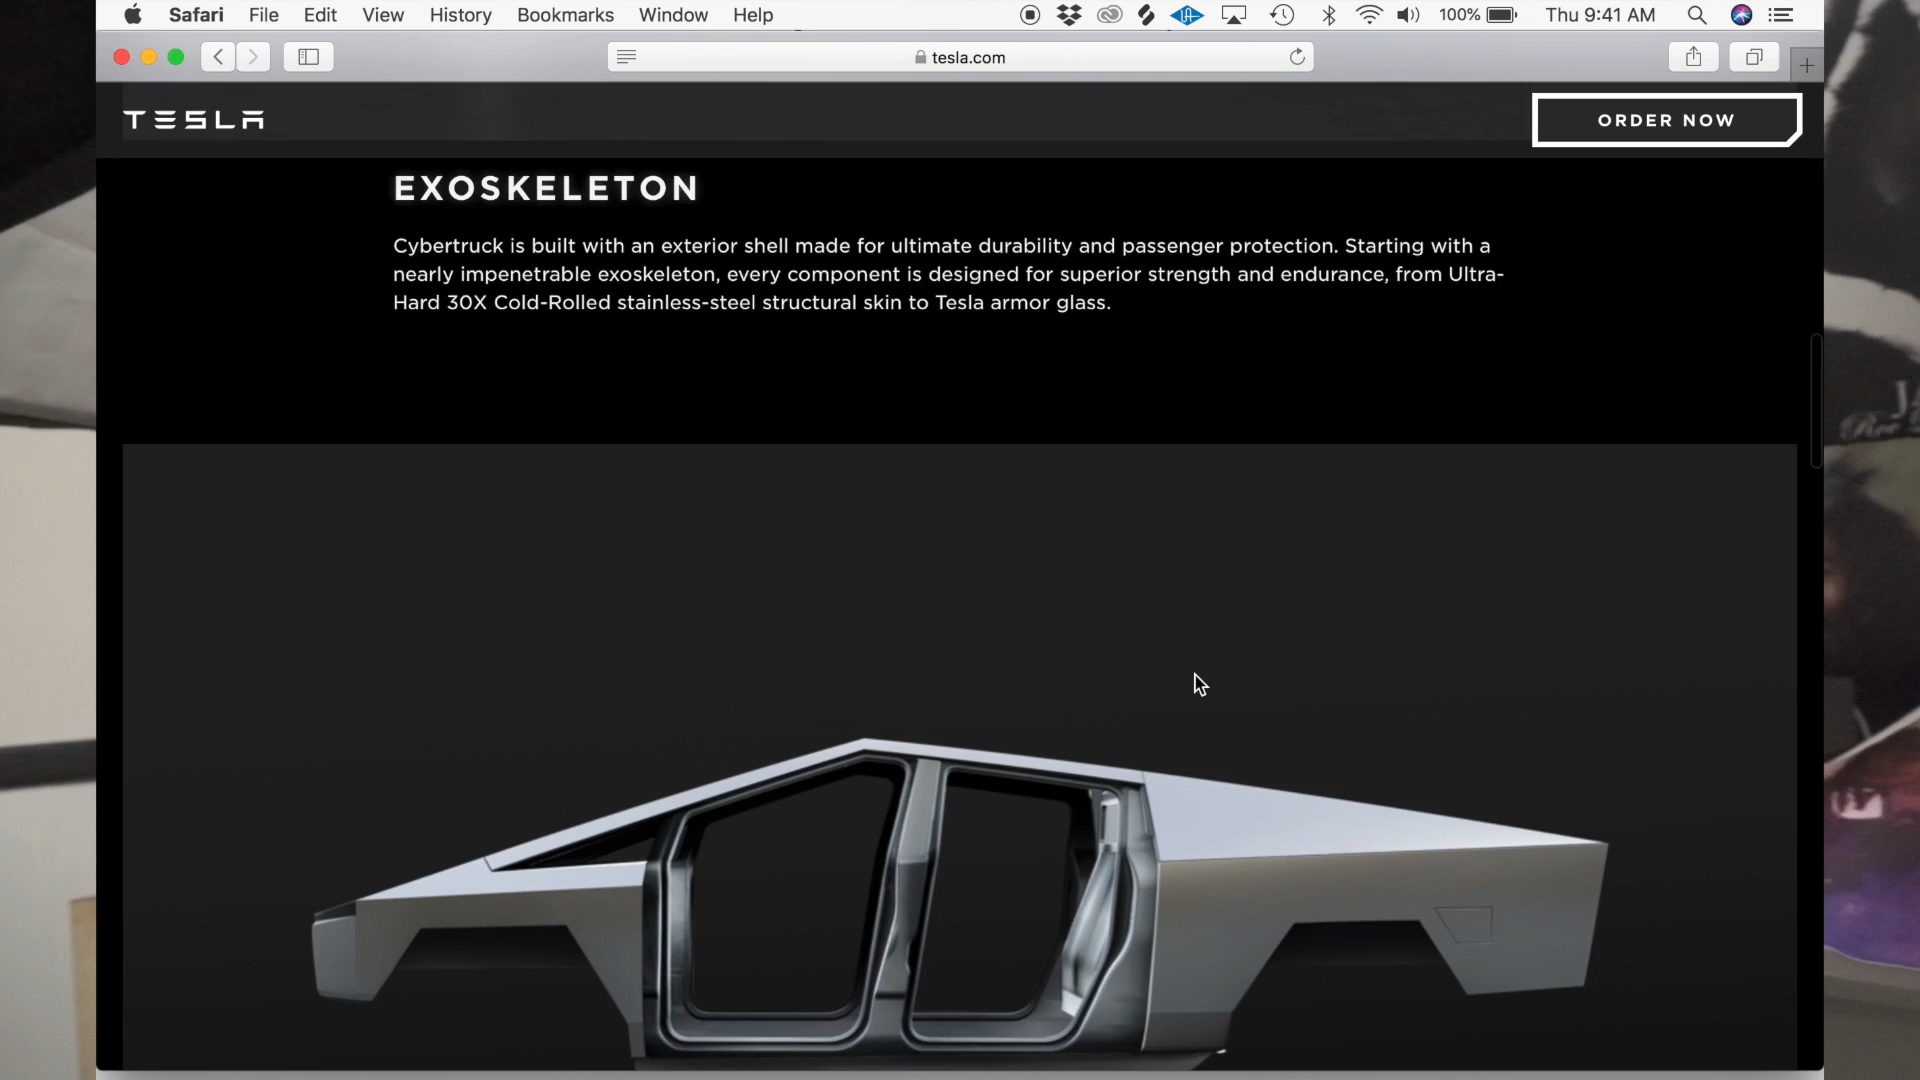 Safari File Edit View History Bookmarks Window Help 100% Thu 9:41 AM
tesla.com
TESLA
ORDER NOW
EXOSKELETON
Cybertruck is built with an exterior shell made for ultimate durability and passenger protection. Starting with a
nearly impenetrable exoskeleton, every component is designed for superior strength and endurance, from Ultra-
Hard 30X Cold-Rolled stainless-steel structural skin to Tesla armor glass.